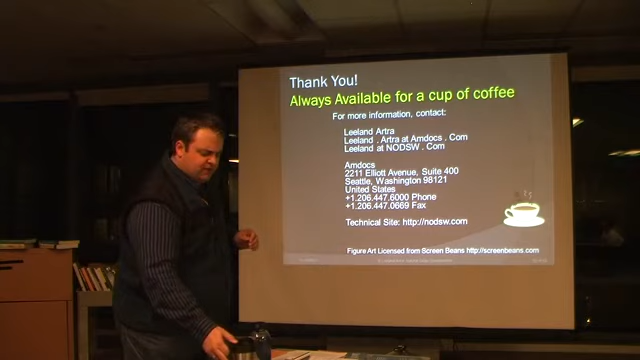 Thank You!
Always Available for a cup of coffee
For more information, contact:
Leeland Artra
Leeland . Artra at Amdocs . Com
Leeland at NODSW . Com
Amdocs
2211 Elliott Avenue, Suite 400
Seattle, Washington 98121
United States
+1.206.447.6000 Phone
+1.206.447.0669 Fax
Technical Site: http://nodsw.com
Figure Art Licensed from Screen Beans http://screenbeans.com